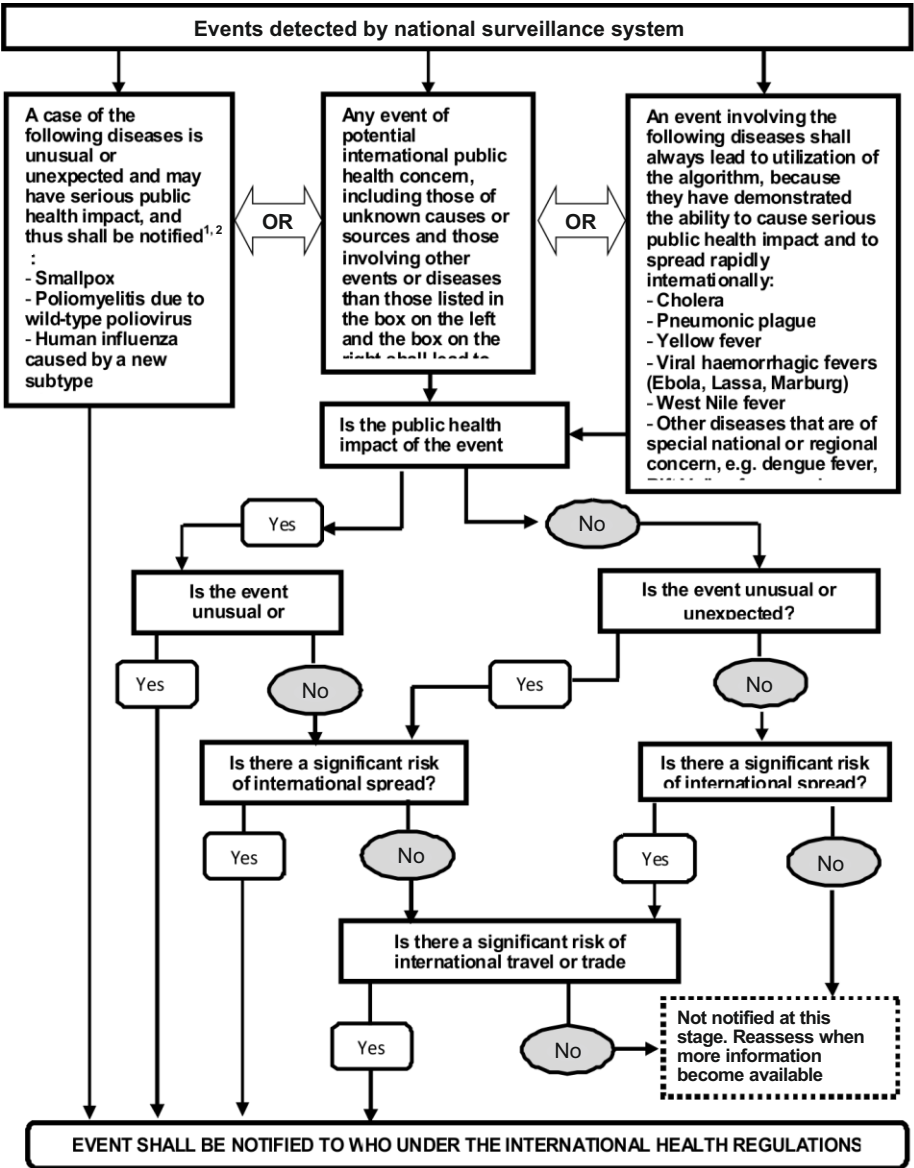 Events detected by national surveillance system
A case of the
following diseases is
unusual or
unexpected and may
have serious public
health impact, and
thus shall be notified1, 2
:
- Smallpox
- Poliomyelitis due to
wild-type poliovirus
- Human influenza
caused by a new
subtype
OR
Any event of
potential
international public
health concern,
including those of
unknown causes or
sources and those
involving other
events or diseases
than those listed in
the box on the left
and the box on the
right shall lead to
OR
An event involving the
following diseases shall
always lead to utilization of
the algorithm, because
they have demonstrated
the ability to cause serious
public health impact and to
spread rapidly
internationally:
- Cholera
- Pneumonic plague
- Yellow fever
- Viral haemorrhagic fevers
(Ebola, Lassa, Marburg)
- West Nile fever
- Other diseases that are of
special national or regional
concern, e.g. dengue fever,
Is the public health
impact of the event
Yes
No
Is the event
unusual or
Is the event unusual or
unexpected?
Yes
No
Yes
No
Is there a significant risk
of international spread?
Is there a significant risk
of international spread?
Yes
No
Yes
No
Is there a significant risk of
international travel or trade
Yes
No
Not notified at this
stage. Reassess when
more information
become available
EVENT SHALL BE NOTIFIED TO WHO UNDER THE INTERNATIONAL HEALTH REGULATIONS